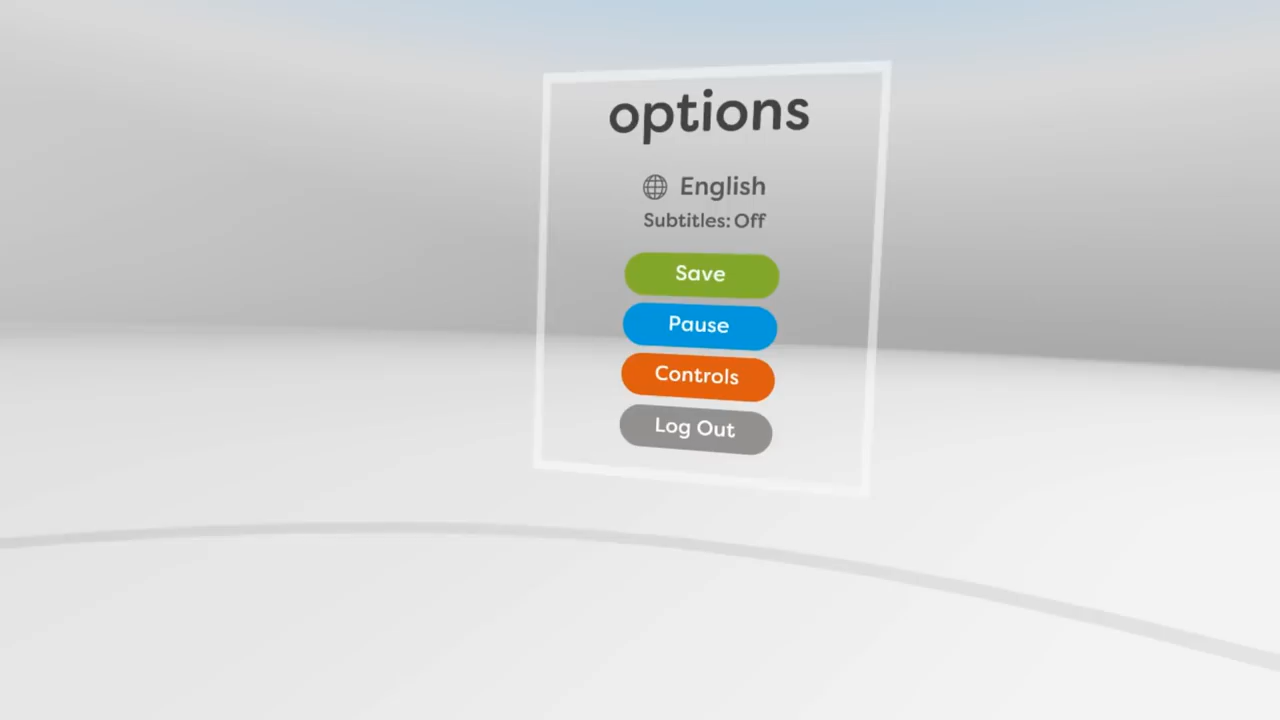 options
English
Subtitles: Off
Save
Pause
Controls
Log Out